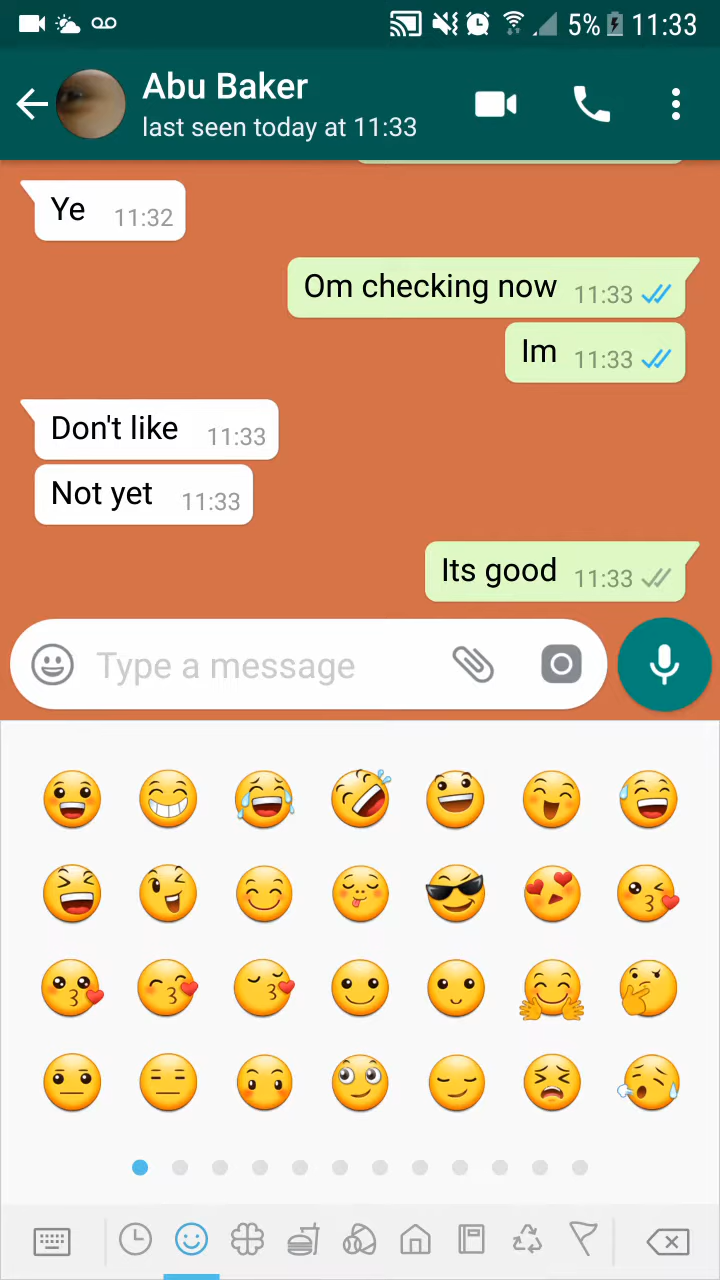 5% 11:33
Abu Baker
last seen today at 11:33
Ye 11:32
Om checking now 11:33
Im 11:33
Don't like 11:33
Not yet 11:33
Its good 11:33
Type a message